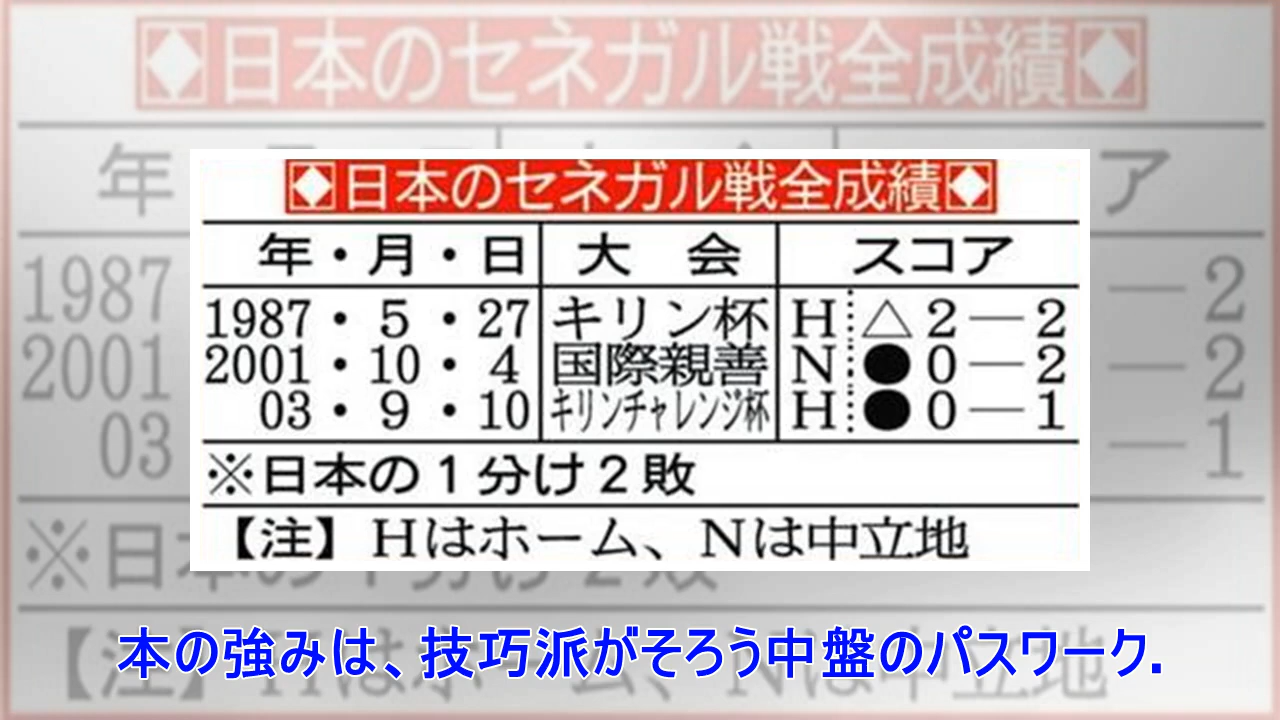 ◆日本のセネガル戦全成績◆
年・月・日 大 会 スコア
1987・5・27 キリン杯 H △2―2
2001・10・4 国際親善 N ●0―2
03・9・10 キリンチャレンジ杯 H ●0―1
※日本の1分け2敗
【注】Hはホーム、Nは中立地
本の強みは、技巧派がそろう中盤のパスワーク.